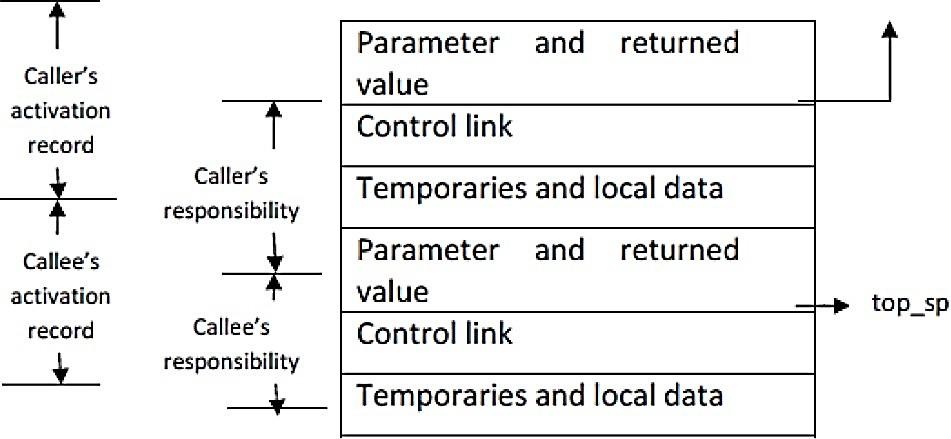 Caller's
activation
record
Callee's
activation
record
Caller's
responsibility
Callee's
responsibility
Parameter and returned
value
Control link
Temporaries and local data
Parameter and returned
value
Control link
Temporaries and local data
top_sp